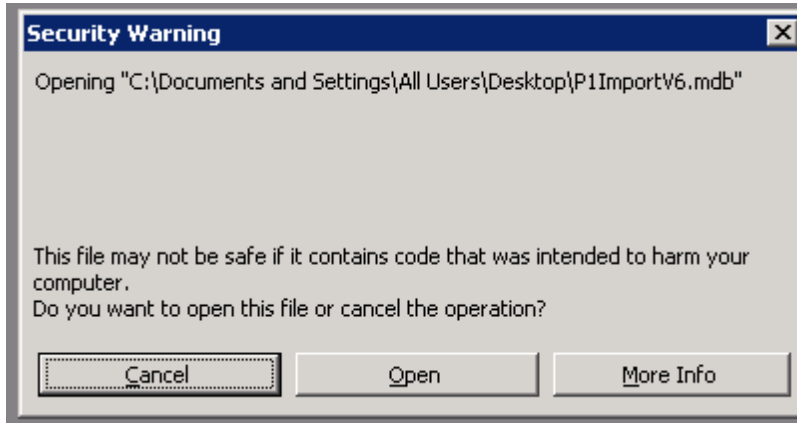 Security Warning
Opening "C:\Documents and Settings\All Users\Desktop\P1ImportV6.mdb"
This file may not be safe if it contains code that was intended to harm your
computer.
Do you want to open this file or cancel the operation?
Cancel Open More Info